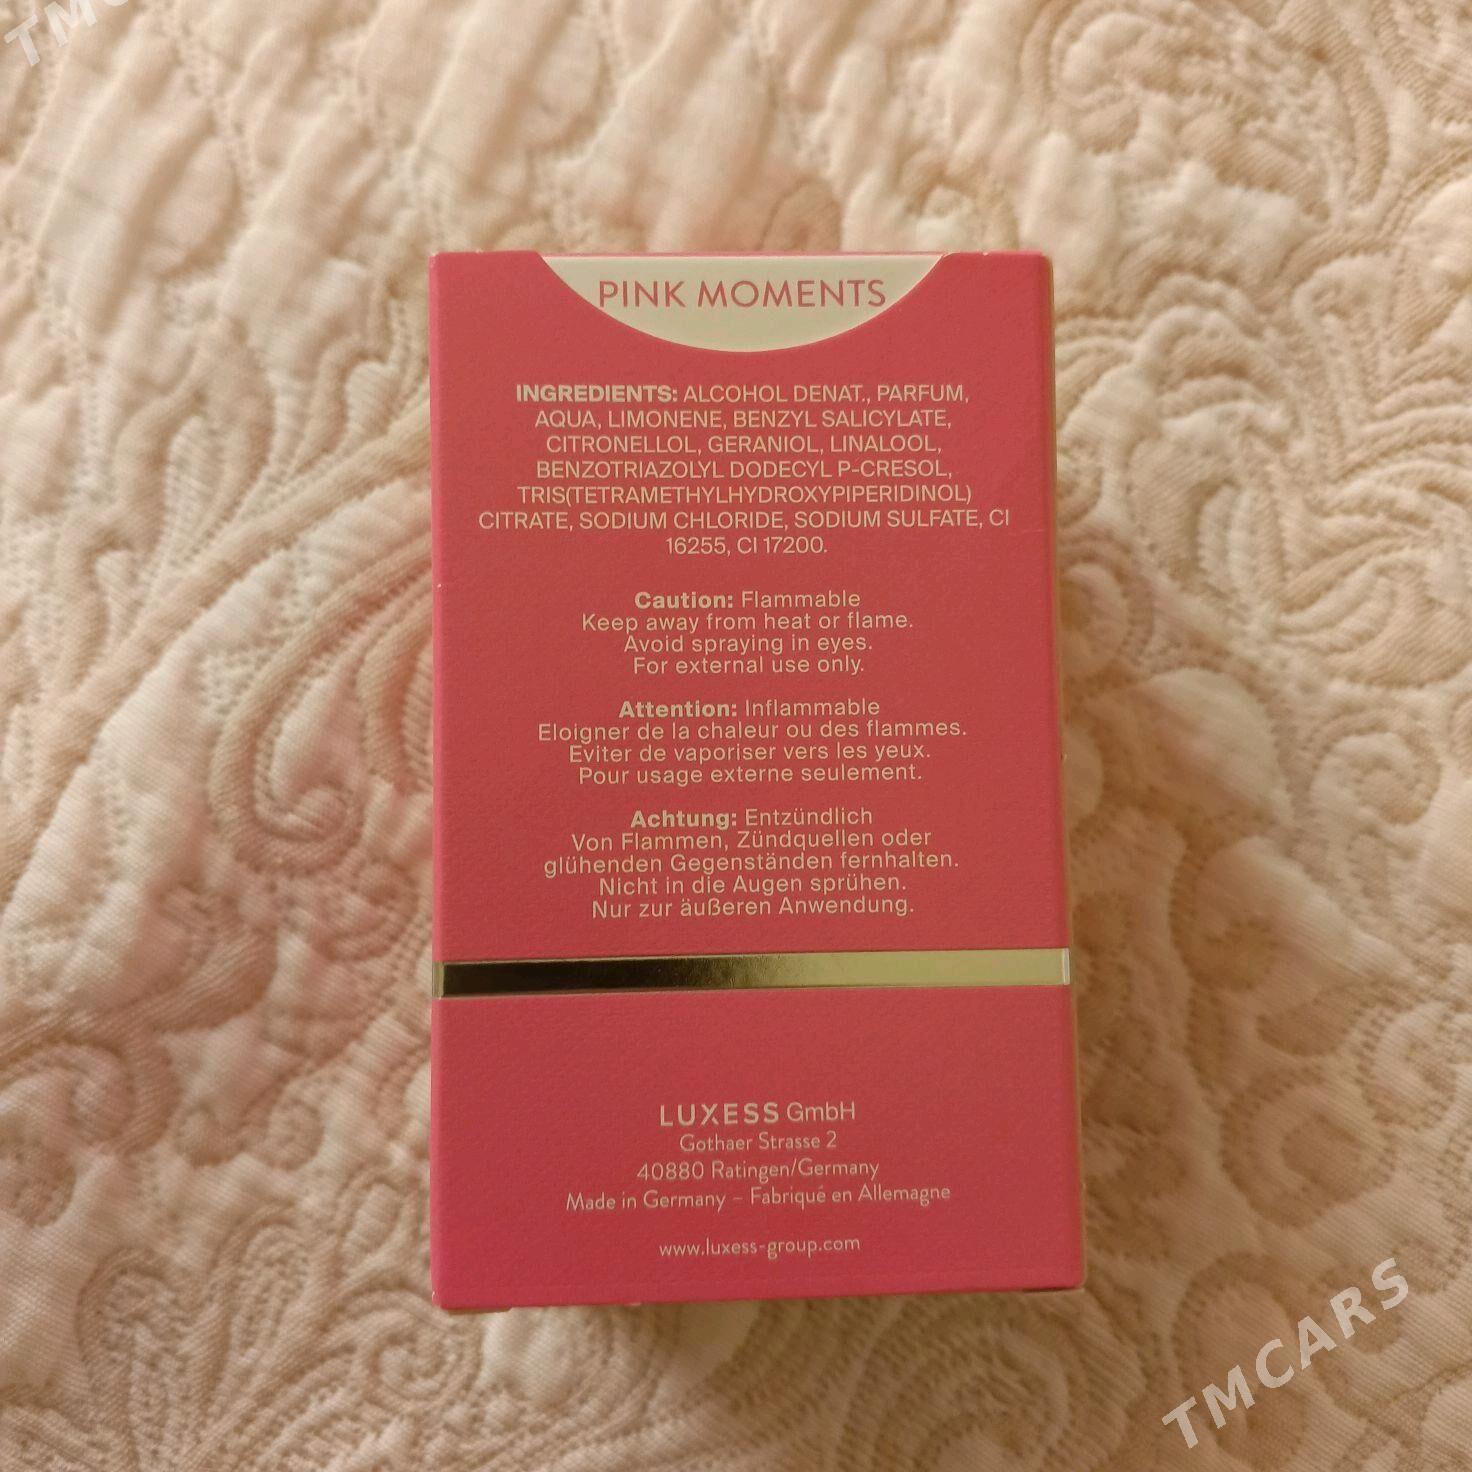 PINK MOMENTS
INGREDIENTS: ALCOHOL DENAT., PARFUM,
AQUA, LIMONENE, BENZYL SALICYLATE,
CITRONELLOL, GERANIOL, LINALOOL,
BENZOTRIAZOLYL DODECYL P-CRESOL,
TRIS(TETRAMETHYLHYDROXYPIPERIDINOL)
CITRATE, SODIUM CHLORIDE, SODIUM SULFATE, CI
16255, CI 17200.
Caution: Flammable
Keep away from heat or flame.
Avoid spraying in eyes.
For external use only.
Attention: Inflammable
Eloigner de la chaleur ou des flammes.
Eviter de vaporiser vers les yeux.
Pour usage externe seulement.
Achtung: Entzündlich
Von Flammen, Zündquellen oder
glühenden Gegenständen fernhalten.
Nicht in die Augen sprühen.
Nur zur äußeren Anwendung.
LUXESS GmbH
Gothaer Strasse 2
40880 Ratingen/Germany
Made in Germany – Fabriqué en Allemagne
www.luxess-group.com
TMCARS